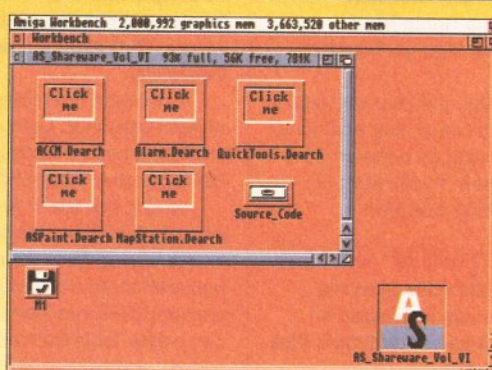 Amiga Workbench 2,000,992 graphics mem 3,663,520 other mem
Workbench
AS_Shareware_Vol_VI 93% full, 56K free, 781K
Click me
Click me
Click me
ACCM.Dearch
Alarm.Dearch
QuickTools.Dearch
Click me
Click me
ASPaint.Dearch
MapStation.Dearch
Source_Code
M1
AS
AS_Shareware_Vol_VI